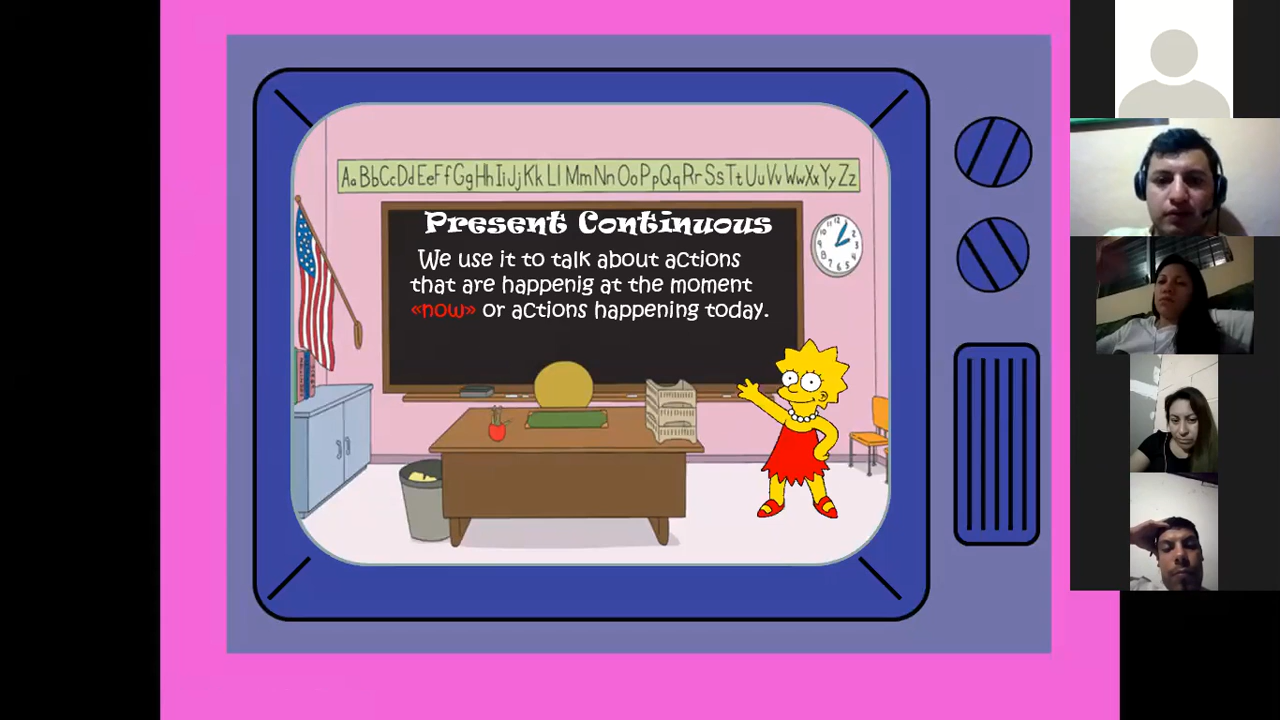 AaBbCcDdEeFfGgHhIiJjKkLlMmNnOoPpQqRrSsTtUuVvWwXxYyZz
Present Continuous
We use it to talk about actions
that are happenig at the moment
«now» or actions happening today.